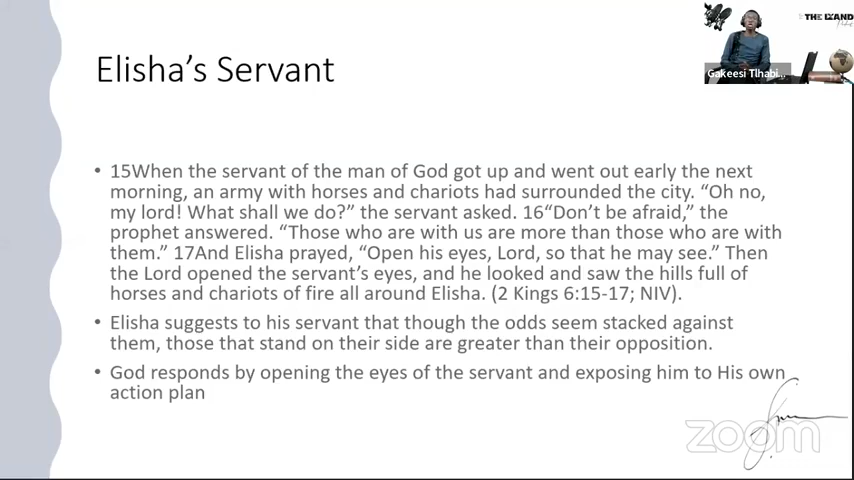 THE ISLAND
Gakeesi Tlhabi...
Elisha’s Servant
• 15When the servant of the man of God got up and went out early the next
morning, an army with horses and chariots had surrounded the city. “Oh no,
my lord! What shall we do?” the servant asked. 16“Don’t be afraid,” the
prophet answered. “Those who are with us are more than those who are with
them.” 17And Elisha prayed, “Open his eyes, Lord, so that he may see.” Then
the Lord opened the servant’s eyes, and he looked and saw the hills full of
horses and chariots of fire all around Elisha. (2 Kings 6:15-17; NIV).
• Elisha suggests to his servant that though the odds seem stacked against
them, those that stand on their side are greater than their opposition.
• God responds by opening the eyes of the servant and exposing him to His own
action plan
zoom